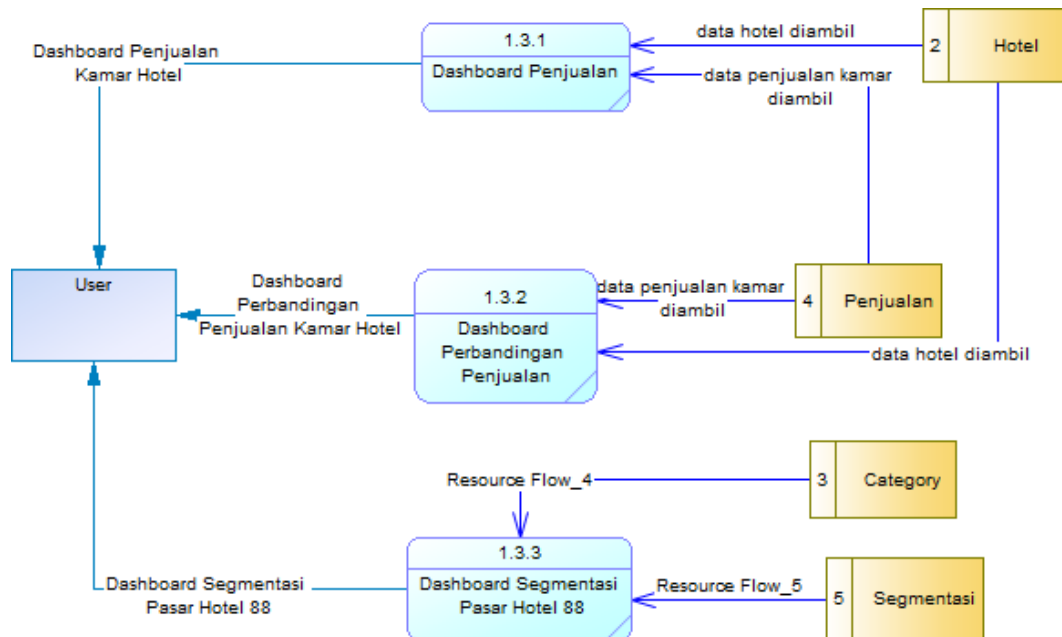 data hotel diambil
1.3.1
2
Hotel
Dashboard Penjualan
Kamar Hotel
Dashboard Penjualan
data penjualan kamar
diambil
User
Dashboard
Perbandingan
Penjualan Kamar Hotel
1.3.2
Dashboard
Perbandingan
Penjualan
data penjualan kamar
diambil
4
Penjualan
data hotel diambil
Resource Flow_4
3
Category
1.3.3
Dashboard Segmentasi
Pasar Hotel 88
Dashboard Segmentasi
Pasar Hotel 88
Resource Flow_5
5
Segmentasi